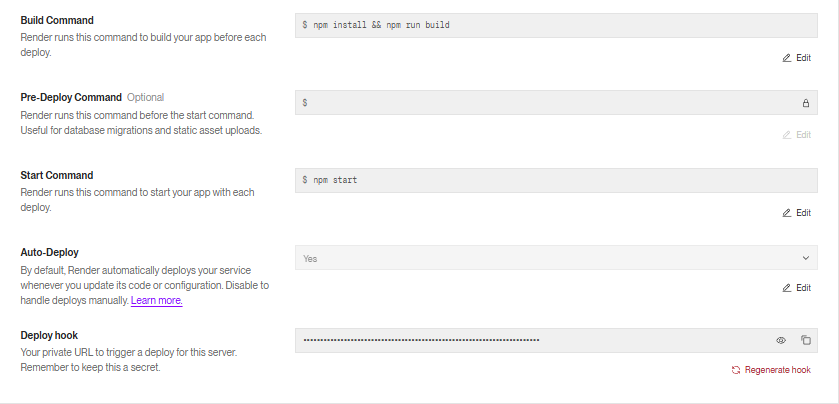 Build Command
$ npm install && npm run build
Render runs this command to build your app before each
deploy.
Edit
Pre-Deploy Command Optional
$
Render runs this command before the start command.
Useful for database migrations and static asset uploads.
Edit
Start Command
$ npm start
Render runs this command to start your app with each
deploy.
Edit
Auto-Deploy
Yes
By default, Render automatically deploys your service
whenever you update its code or configuration. Disable to
handle deploys manually. Learn more.
Edit
Deploy hook
Your private URL to trigger a deploy for this server.
Remember to keep this a secret.
Regenerate hook